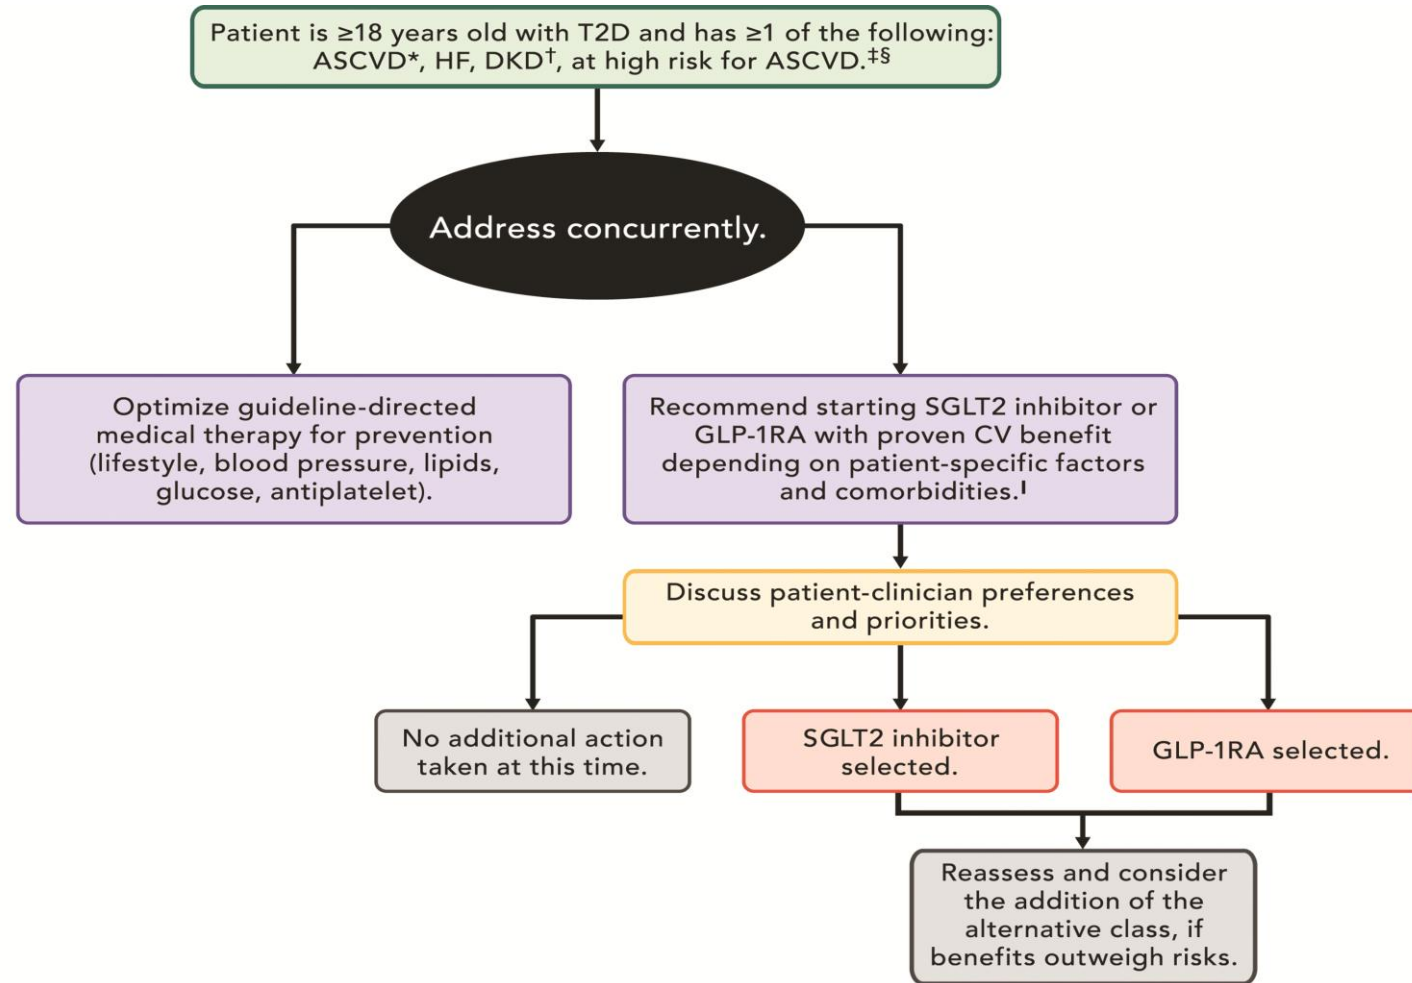 Patient is ≥18 years old with T2D and has ≥1 of the following:
ASCVD*, HF, DKD†, at high risk for ASCVD.‡§
Address concurrently.
Optimize guideline-directed
medical therapy for prevention
(lifestyle, blood pressure, lipids,
glucose, antiplatelet).
Recommend starting SGLT2 inhibitor or
GLP-1RA with proven CV benefit
depending on patient-specific factors
and comorbidities.ǀ
Discuss patient-clinician preferences
and priorities.
No additional action
taken at this time.
SGLT2 inhibitor
selected.
GLP-1RA selected.
Reassess and consider
the addition of the
alternative class, if
benefits outweigh risks.